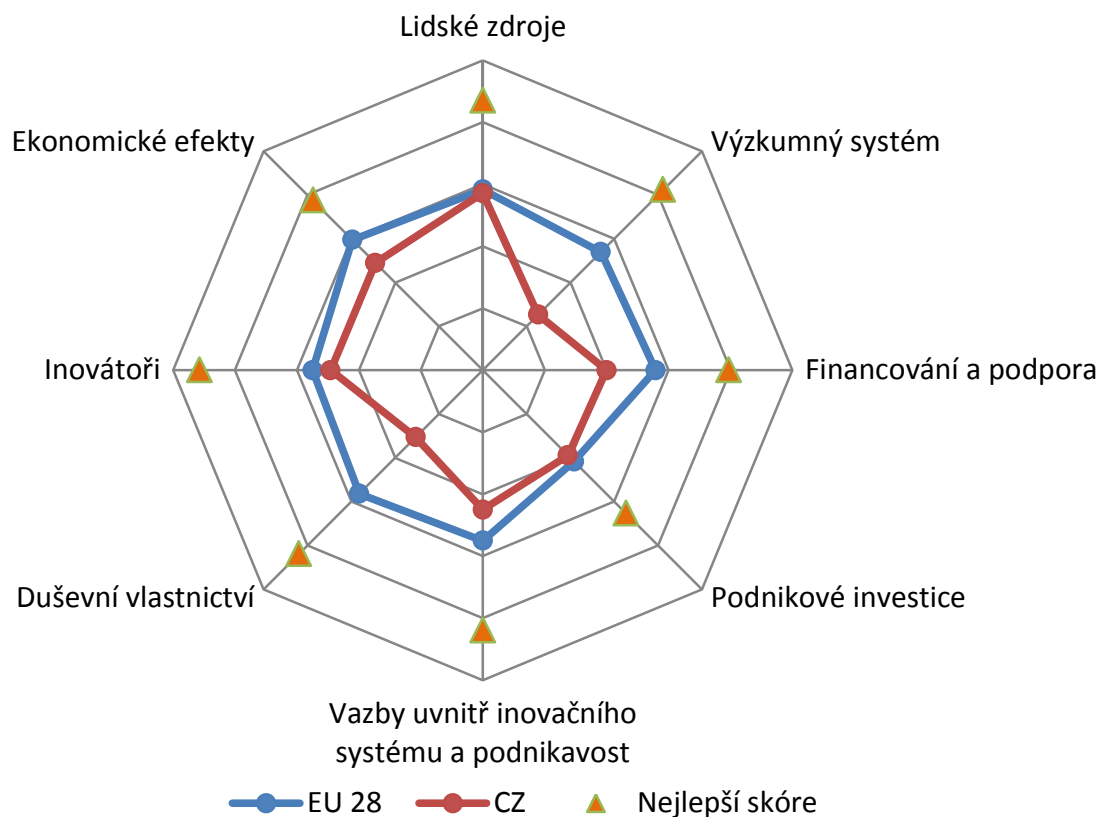 Lidské zdroje
Ekonomické efekty
Výzkumný systém
Inovátoři
Financování a podpora
Duševní vlastnictví
Podnikové investice
Vazby uvnitř inovačního
systému a podnikavost
EU 28
CZ
Nejlepší skóre